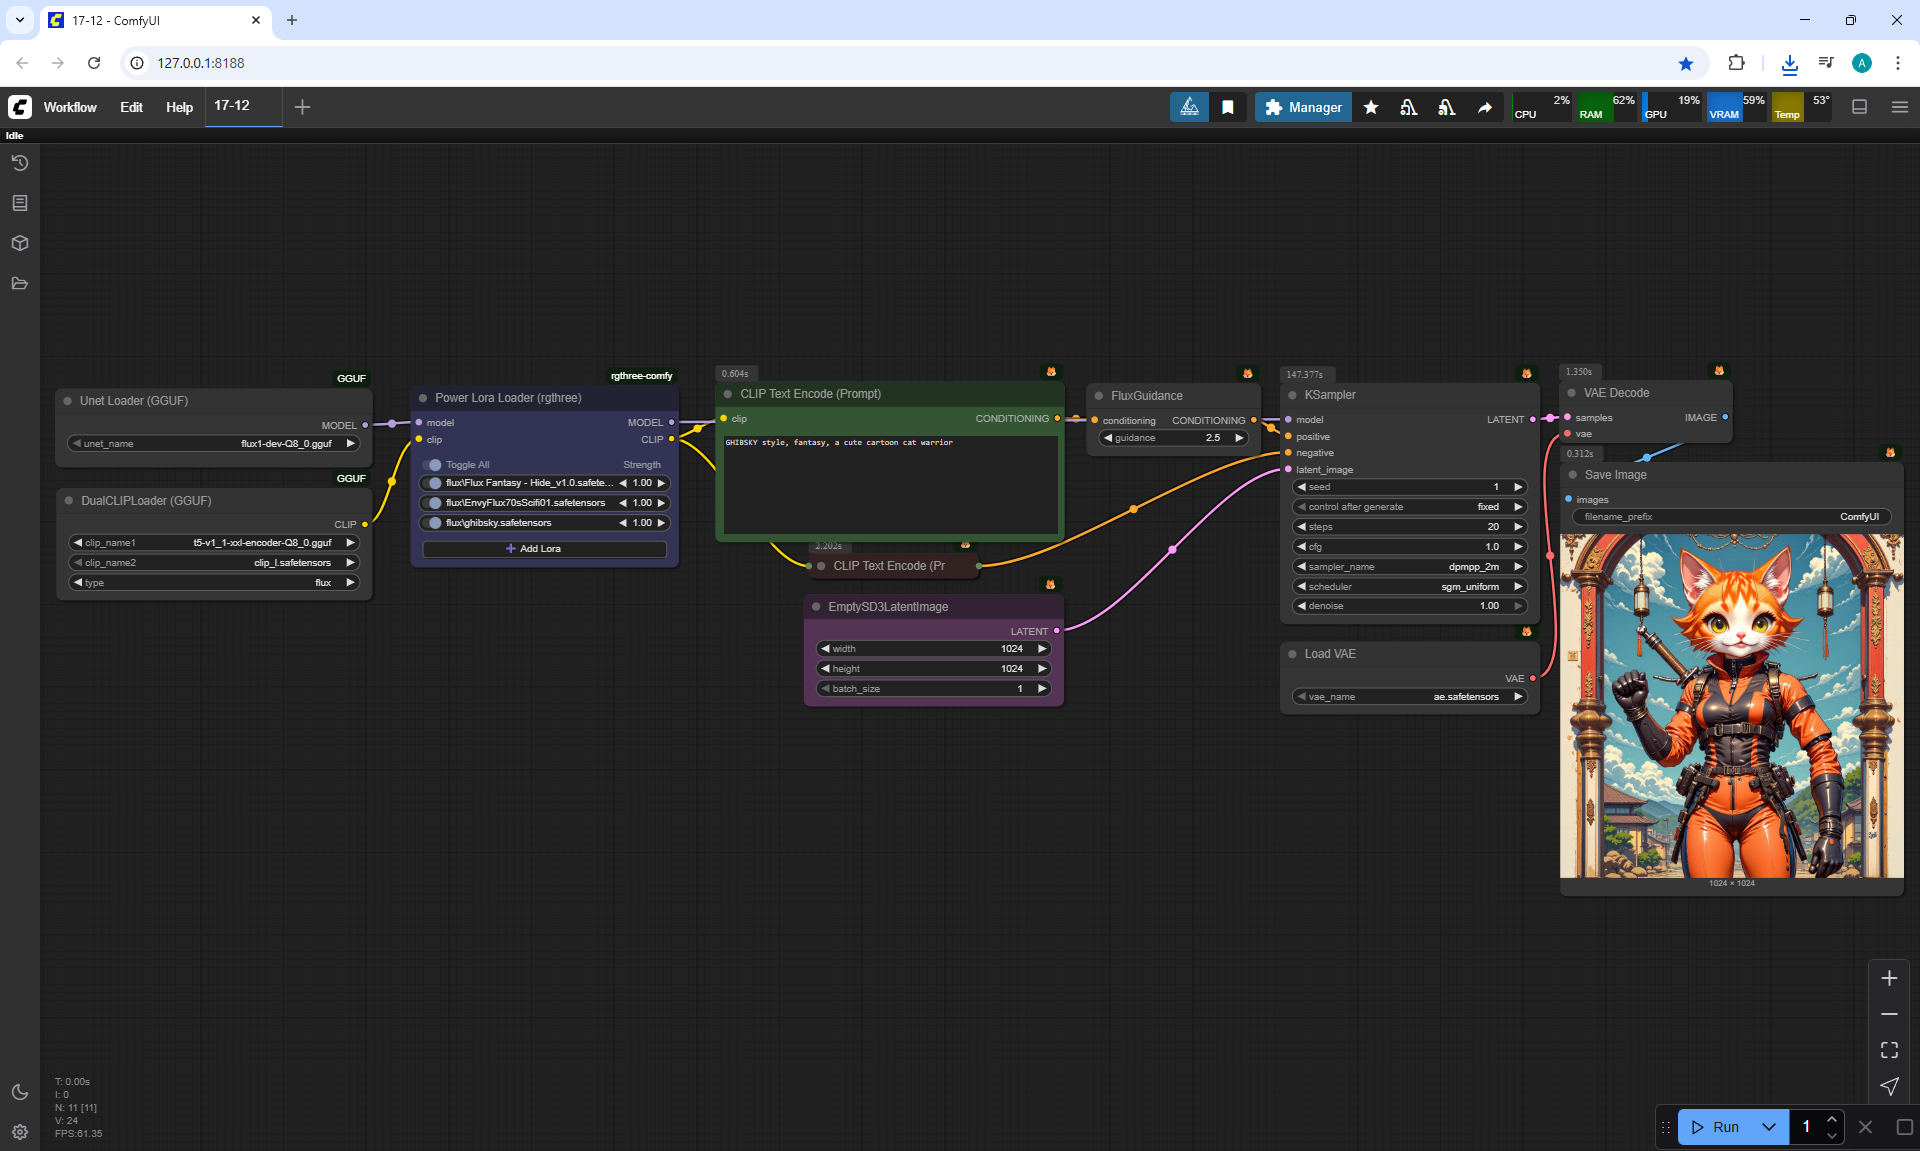 17-12 - ComfyUI
127.0.0.1:8188
A
Workflow
Edit
Help
17-12
Manager
CPU
2%
RAM
62%
GPU
19%
VRAM
59%
Temp
53°
Idle
GGUF
Unet Loader (GGUF)
MODEL
unet_name
flux1-dev-Q8_0.gguf
GGUF
DualCLIPLoader (GGUF)
CLIP
clip_name1
t5-v1_1-xxl-encoder-Q8_0.gguf
clip_name2
clip_l.safetensors
type
flux
rgthree-comfy
Power Lora Loader (rgthree)
model
MODEL
clip
CLIP
Toggle All
Strength
flux\Flux Fantasy - Hide_v1.0.safete...
1.00
flux\EnvyFlux70sScifi01.safetensors
1.00
flux\ghibsky.safetensors
1.00
Add Lora
0.604s
CLIP Text Encode (Prompt)
clip
CONDITIONING
GHIBSKY style, fantasy, a cute cartoon cat warrior
2.202s
CLIP Text Encode (Pr
EmptySD3LatentImage
LATENT
width
1024
height
1024
batch_size
1
FluxGuidance
conditioning
CONDITIONING
guidance
2.5
147.377s
KSampler
model
LATENT
positive
negative
latent_image
seed
1
control after generate
fixed
steps
20
cfg
1.0
sampler_name
dpmpp_2m
scheduler
sgm_uniform
denoise
1.00
Load VAE
VAE
vae_name
ae.safetensors
1.350s
VAE Decode
samples
IMAGE
vae
0.312s
Save Image
images
filename_prefix
ComfyUI
1024 × 1024
T: 0.00s
I: 0
N: 11 [11]
V: 24
FPS:61.35
Run
1